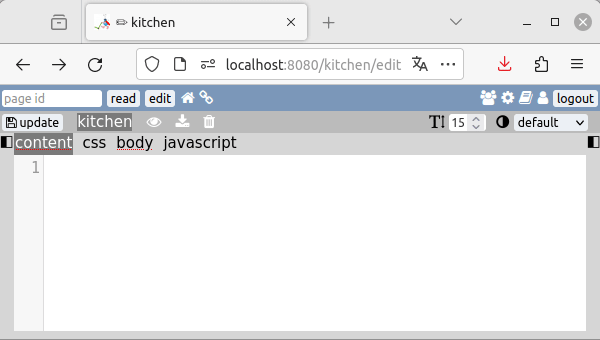 ✏ kitchen
localhost:8080/kitchen/edit
page id read edit logout
update kitchen 15 default
content css body javascript
1